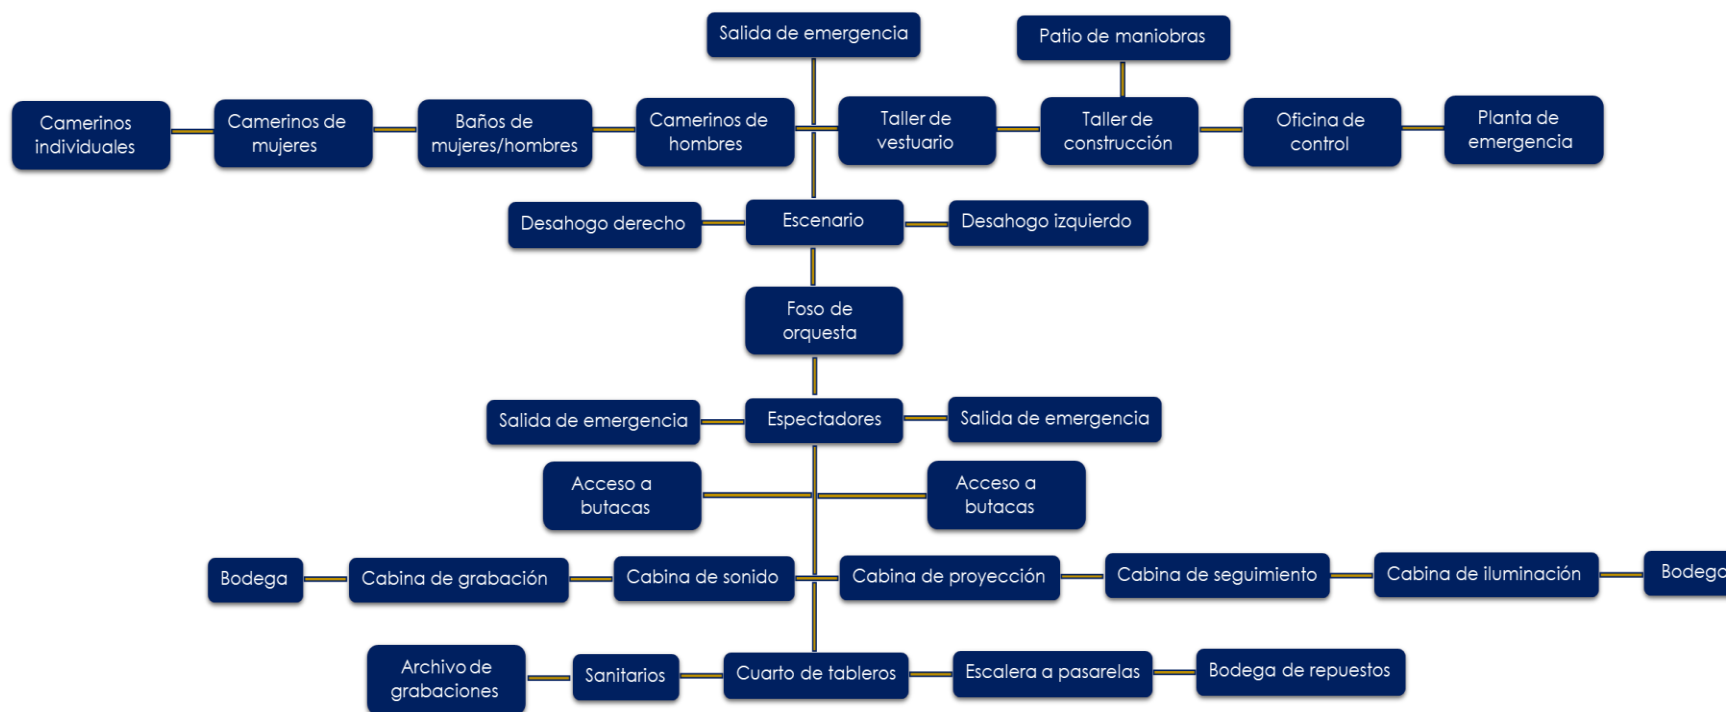 Salida de emergencia
Patio de maniobras
Camerinos
individuales
Camerinos de
mujeres
Baños de
mujeres/hombres
Camerinos de
hombres
Taller de
vestuario
Taller de
construcción
Oficina de
control
Planta de
emergencia
Desahogo derecho
Escenario
Desahogo izquierdo
Foso de
orquesta
Salida de emergencia
Espectadores
Salida de emergencia
Acceso a
butacas
Acceso a
butacas
Bodega
Cabina de grabación
Cabina de sonido
Cabina de proyección
Cabina de seguimiento
Cabina de iluminación
Bodega
Archivo de
grabaciones
Sanitarios
Cuarto de tableros
Escalera a pasarelas
Bodega de repuestos